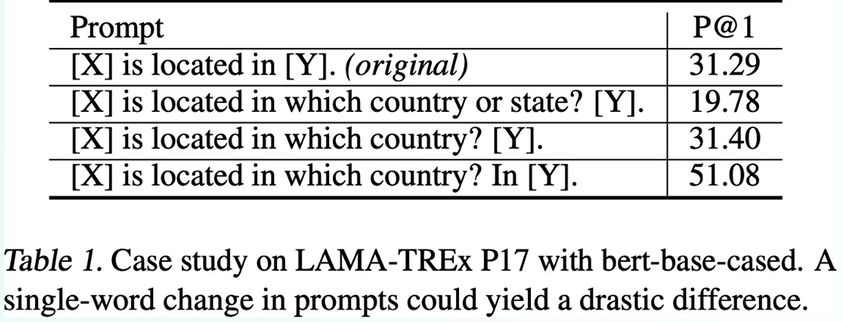 Prompt P@1
[X] is located in [Y]. (original) 31.29
[X] is located in which country or state? [Y]. 19.78
[X] is located in which country? [Y]. 31.40
[X] is located in which country? In [Y]. 51.08
Table 1. Case study on LAMA-TREx P17 with bert-base-cased. A
single-word change in prompts could yield a drastic difference.